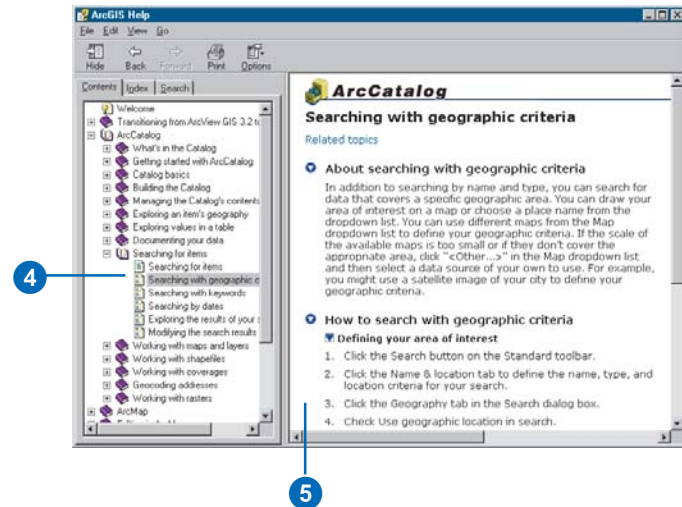 ArcGIS Help
File Edit View Go
Hide Back Forward Print Options
Contents Index Search
Welcome
Transitioning from ArcView GIS 3.2 to
ArcCatalog
What's in the Catalog
Getting started with ArcCatalog
Catalog basics
Building the Catalog
Managing the Catalog's contents
Exploring an item's geography
Exploring values in a table
Documenting your data
Searching for items
Searching for items
Searching with geographic c
Searching with keywords
Searching by dates
Exploring the results of your s
Modifying the search results
Working with maps and layers
Working with shapefiles
Working with coverages
Geocoding addresses
Working with rasters
ArcMap
4
ArcCatalog
Searching with geographic criteria
Related topics
About searching with geographic criteria
In addition to searching by name and type, you can search for
data that covers a specific geographic area. You can draw your
area of interest on a map or choose a place name from the
dropdown list. You can use different maps from the Map
dropdown list to define your geographic criteria. If the scale of
the available maps is too small or if they don't cover the
appropriate area, click "<Other...>" in the Map dropdown list
and then select a data source of your own to use. For example,
you might use a satellite image of your city to define your
geographic criteria.
How to search with geographic criteria
Defining your area of interest
1. Click the Search button on the Standard toolbar.
2. Click the Name & location tab to define the name, type, and
location criteria for your search.
3. Click the Geography tab in the Search dialog box.
4. Check Use geographic location in search.
5